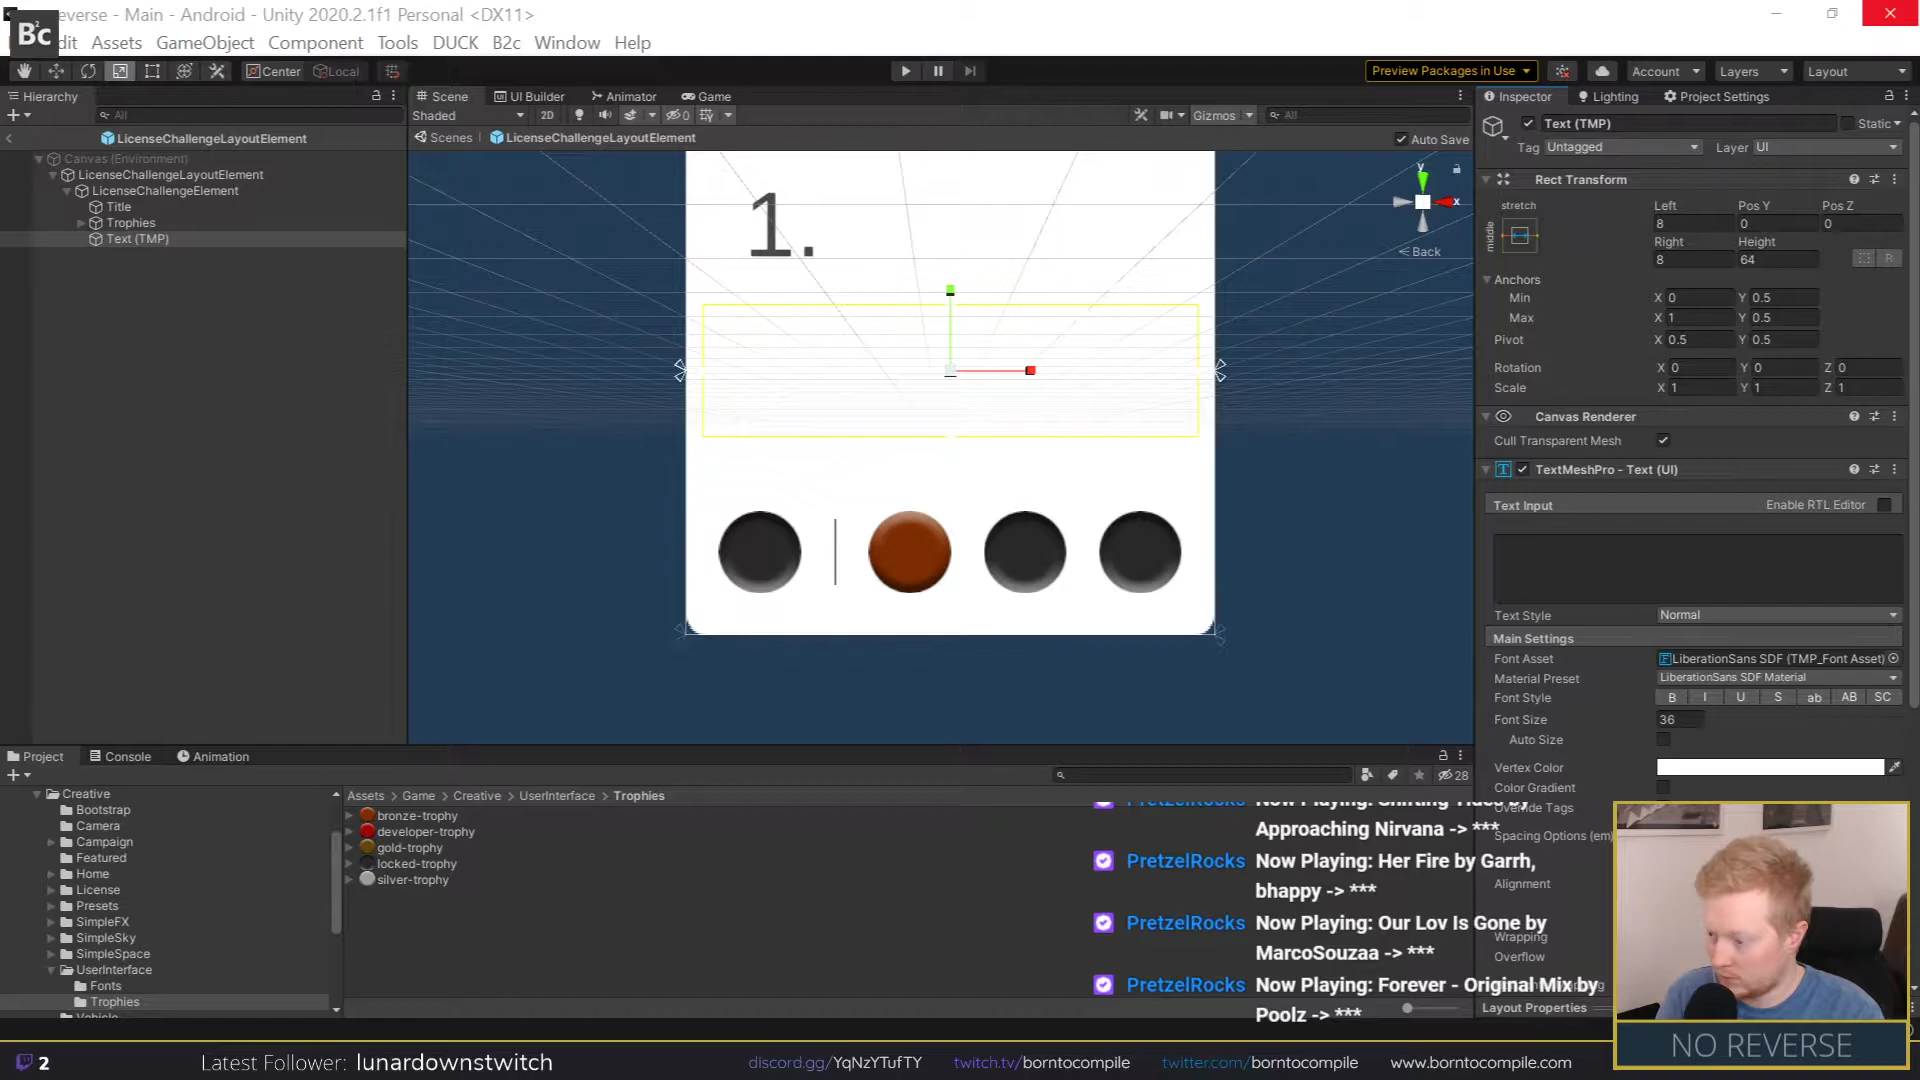 everse - Main - Android - Unity 2020.2.1f1 Personal <DX11>
Bc
2
dit Assets GameObject Component Tools DUCK B2c Window Help
Center Local
Preview Packages in Use
Account Layers Layout
Hierarchy
All
LicenseChallengeLayoutElement
Canvas (Environment)
LicenseChallengeLayoutElement
LicenseChallengeElement
Title
Trophies
Text (TMP)
Scene UI Builder Animator Game
Shaded 2D 0 Gizmos All
Scenes LicenseChallengeLayoutElement Auto Save
1.
y
x
Back
Inspector Lighting Project Settings
Text (TMP) Static
Tag Untagged Layer UI
Rect Transform
stretch Left Pos Y Pos Z
middle 8 0 0
Right Height
8 64 R
Anchors
Min X 0 Y 0.5
Max X 1 Y 0.5
Pivot X 0.5 Y 0.5
Rotation X 0 Y 0 Z 0
Scale X 1 Y 1 Z 1
Canvas Renderer
Cull Transparent Mesh
TextMeshPro - Text (UI)
Text Input Enable RTL Editor
Text Style Normal
Main Settings
Font Asset LiberationSans SDF (TMP_Font Asset)
Material Preset LiberationSans SDF Material
Font Style B I U S ab AB SC
Font Size 36
Auto Size
Vertex Color
Color Gradient
Override Tags
Spacing Options (em)
Alignment
Wrapping
Overflow
Layout Properties
Project Console Animation
28
Creative
Bootstrap
Camera
Campaign
Featured
Home
License
Presets
SimpleFX
SimpleSky
SimpleSpace
UserInterface
Fonts
Trophies
Vehicle
Assets > Game > Creative > UserInterface > Trophies
bronze-trophy
developer-trophy
gold-trophy
locked-trophy
silver-trophy
PretzelRocks Now Playing: Shifting Tides by
Approaching Nirvana -> ***
PretzelRocks Now Playing: Her Fire by Garrh,
bhappy -> ***
PretzelRocks Now Playing: Our Lov Is Gone by
MarcoSouzaa -> ***
PretzelRocks Now Playing: Forever - Original Mix by
Poolz -> ***
NO REVERSE
2 Latest Follower: lunardownstwitch discord.gg/YqNzYTufTY twitch.tv/borntocompile twitter.com/borntocompile www.borntocompile.com